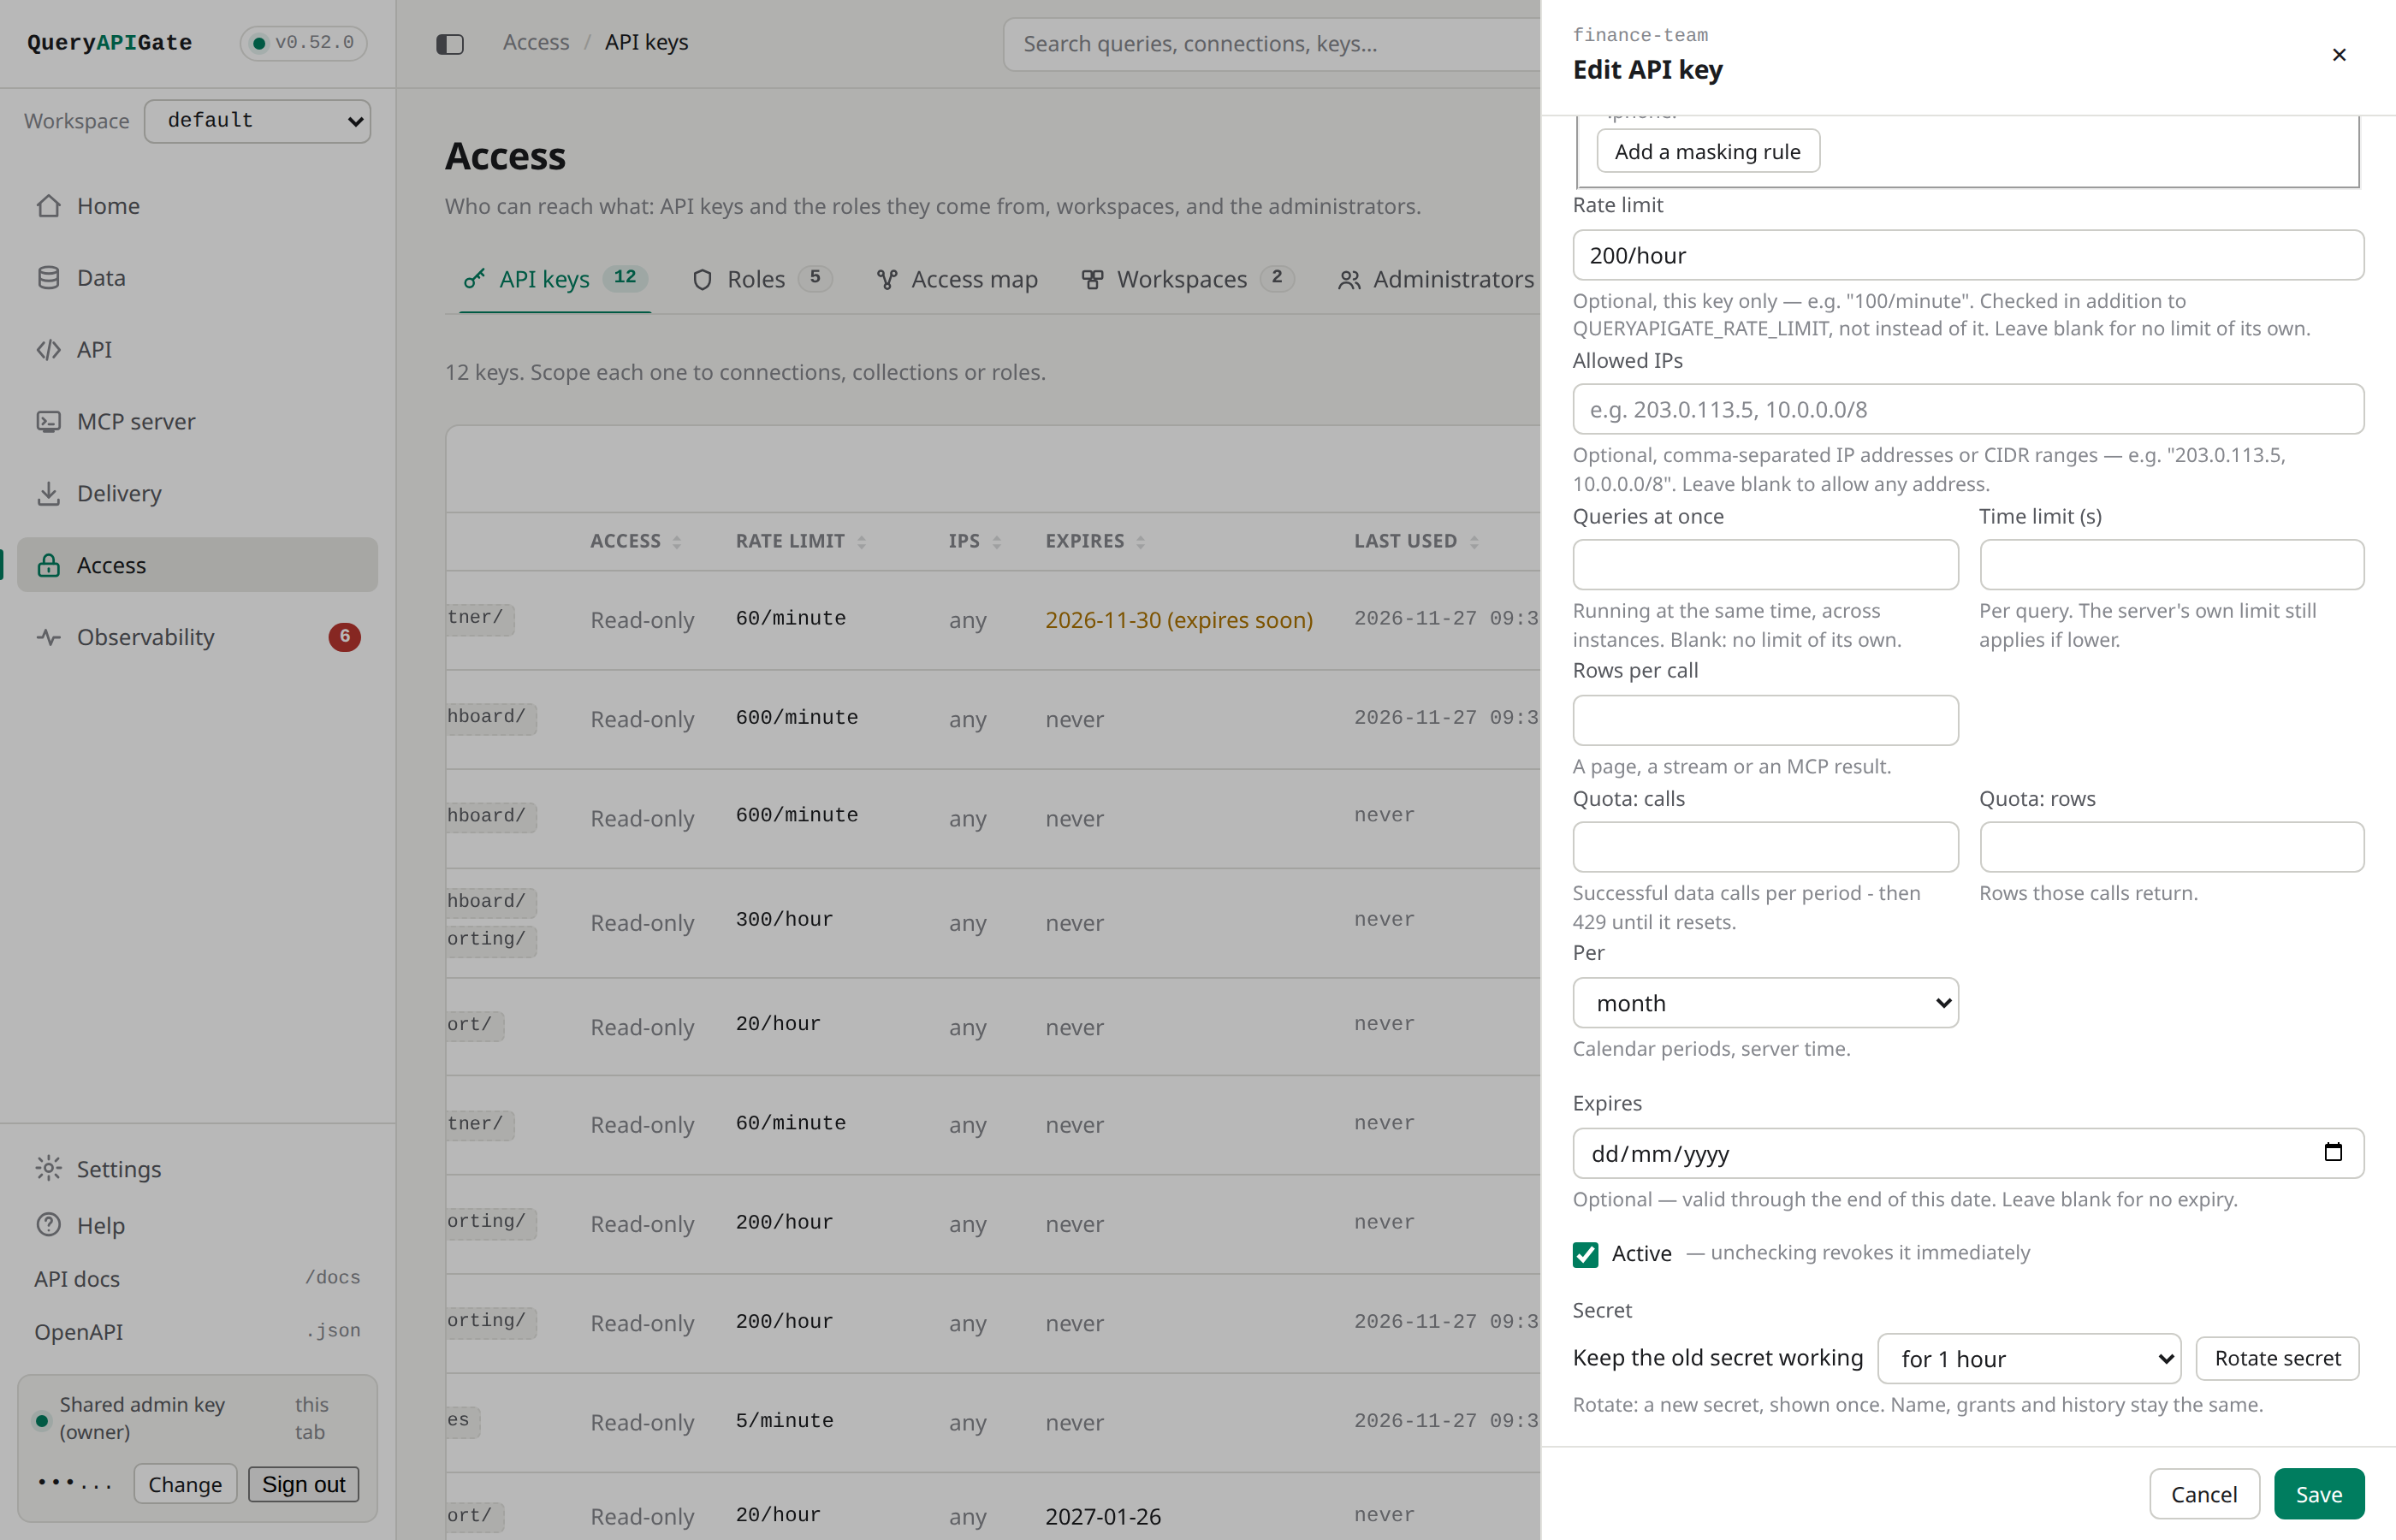 QueryAPIGate
v0.52.0
Workspace
default
Home
Data
API
MCP server
Delivery
Access
Observability
6
Settings
Help
API docs
/docs
OpenAPI
.json
Shared admin key
(owner)
this
tab
Change
Sign out
Access / API keys
Search queries, connections, keys...
Access
Who can reach what: API keys and the roles they come from, workspaces, and the administrators.
API keys 12
Roles 5
Access map
Workspaces 2
Administrators
12 keys. Scope each one to connections, collections or roles.
ACCESS RATE LIMIT IPS EXPIRES LAST USED
tner/ Read-only 60/minute any 2026-11-30 (expires soon) 2026-11-27 09:3
hboard/ Read-only 600/minute any never 2026-11-27 09:3
hboard/ Read-only 600/minute any never never
hboard/
orting/ Read-only 300/hour any never never
ort/ Read-only 20/hour any never never
tner/ Read-only 60/minute any never never
orting/ Read-only 200/hour any never never
orting/ Read-only 200/hour any never 2026-11-27 09:3
es Read-only 5/minute any never 2026-11-27 09:3
ort/ Read-only 20/hour any 2027-01-26 never
finance-team
Edit API key
Add a masking rule
Rate limit
200/hour
Optional, this key only — e.g. "100/minute". Checked in addition to
QUERYAPIGATE_RATE_LIMIT, not instead of it. Leave blank for no limit of its own.
Allowed IPs
e.g. 203.0.113.5, 10.0.0.0/8
Optional, comma-separated IP addresses or CIDR ranges — e.g. "203.0.113.5,
10.0.0.0/8". Leave blank to allow any address.
Queries at once
Running at the same time, across
instances. Blank: no limit of its own.
Time limit (s)
Per query. The server's own limit still
applies if lower.
Rows per call
A page, a stream or an MCP result.
Quota: calls
Successful data calls per period - then
429 until it resets.
Quota: rows
Rows those calls return.
Per
month
Calendar periods, server time.
Expires
dd/mm/yyyy
Optional — valid through the end of this date. Leave blank for no expiry.
Active — unchecking revokes it immediately
Secret
Keep the old secret working
for 1 hour
Rotate secret
Rotate: a new secret, shown once. Name, grants and history stay the same.
Cancel
Save